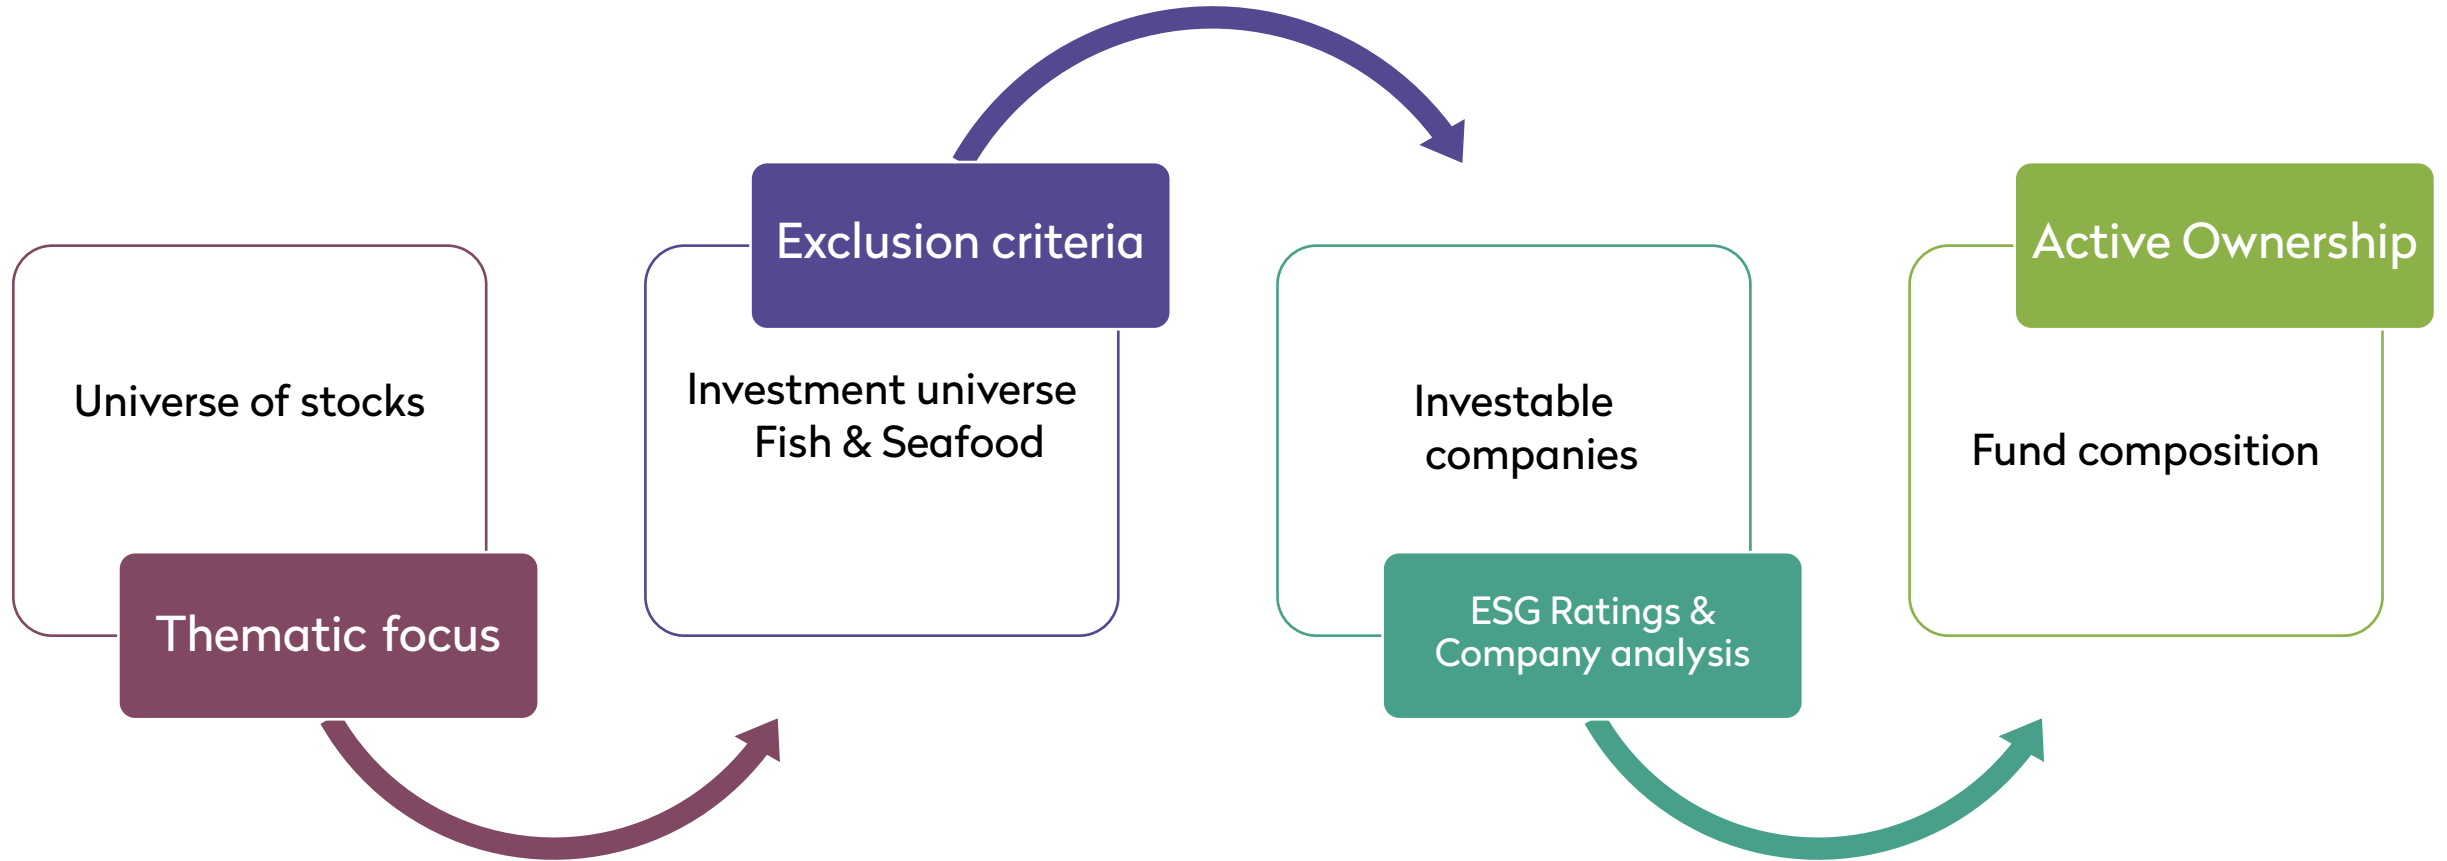 Universe of stocks
Thematic focus
Exclusion criteria
Investment universe
Fish & Seafood
Investable
companies
ESG Ratings &
Company analysis
Active Ownership
Fund composition